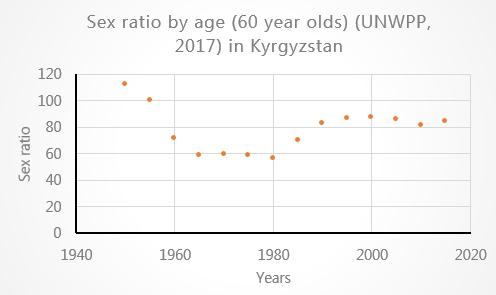 Sex ratio by age (60 year olds) (UNWPP,
2017) in Kyrgyzstan
120
100
80
60
40
20
0
Sex ratio
1940 1960 1980 2000 2020
Years